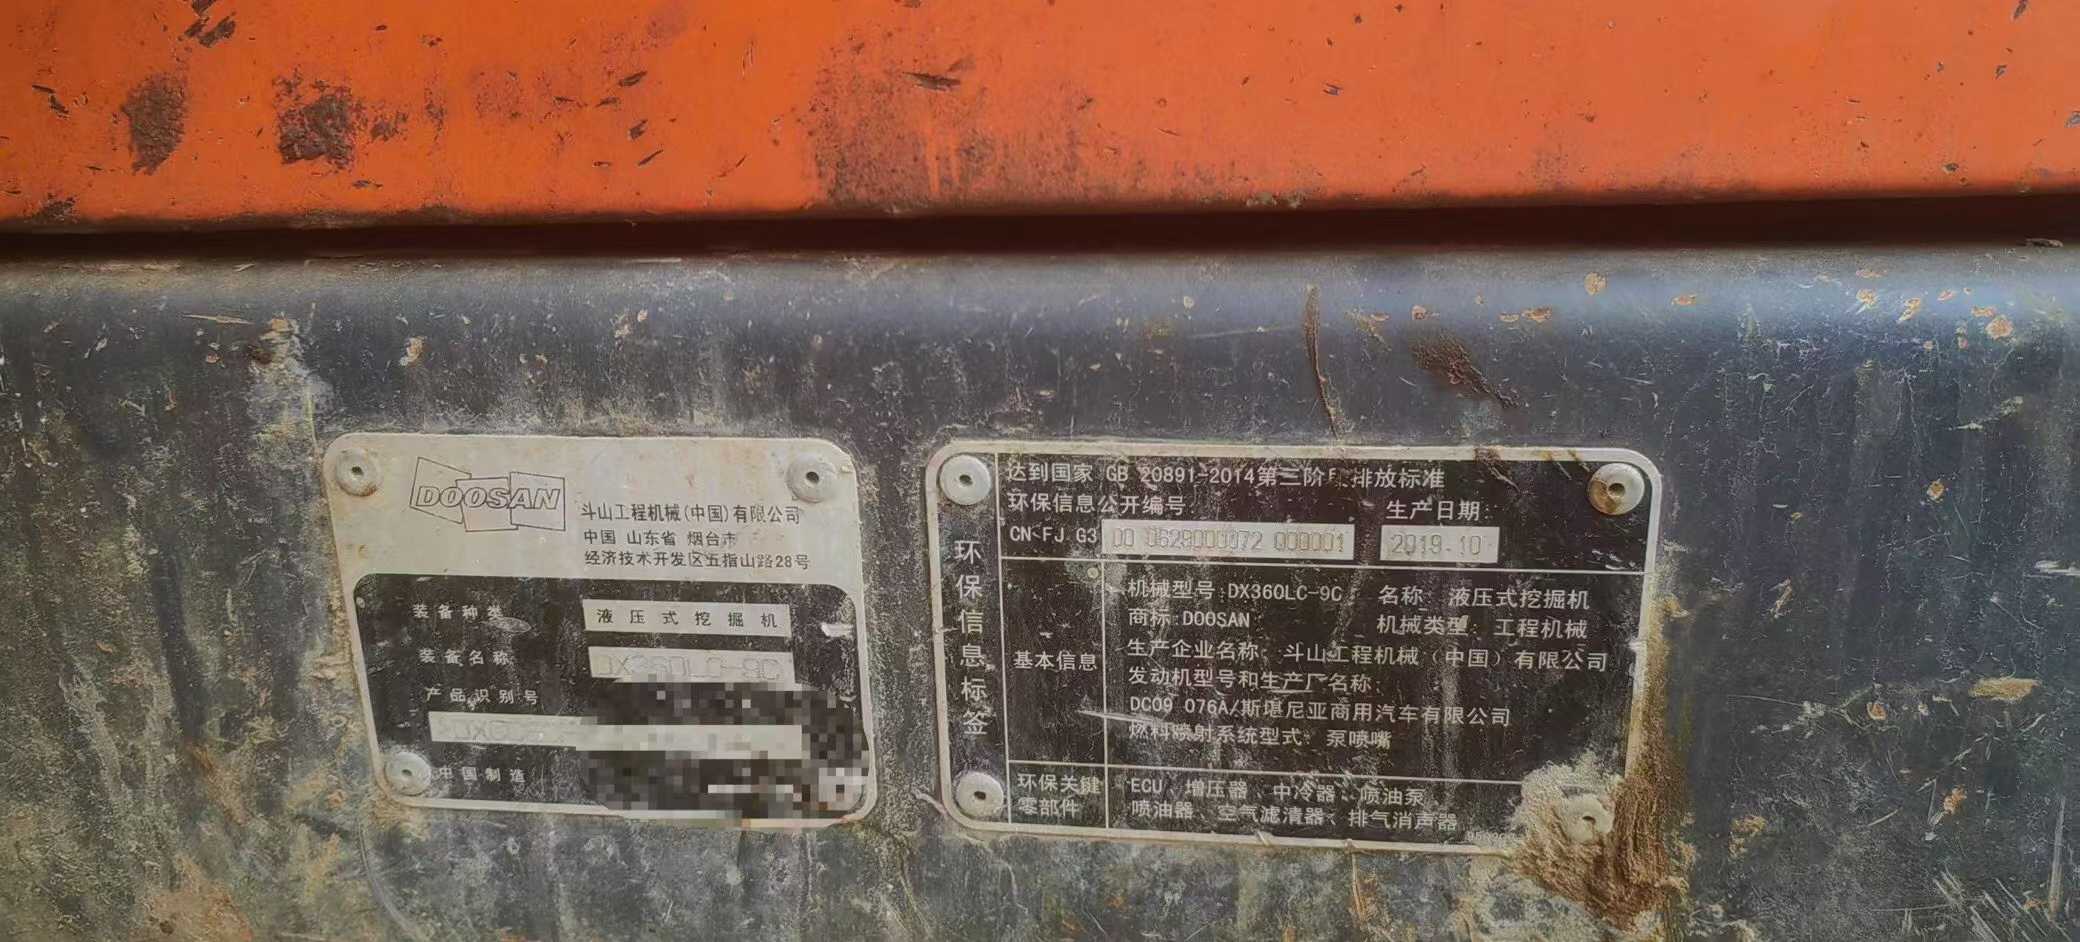 DOOSAN
斗山工程机械(中国)有限公司
中国 山东省 烟台市
经济技术开发区五指山路28号
装备种类 液压式挖掘机
装备名称 DX360LC-9C
产品识别号
中国制造
环保信息标签
达到国家 GB 20891-2014第三阶 排放标准
环保信息公开编号:
生产日期:
CN FJ G3 00 0629000072 000001
2019.10
基本信息
机械型号:DX360LC-9C 名称:液压式挖掘机
商标:DOOSAN 机械类型:工程机械
生产企业名称:斗山工程机械(中国)有限公司
发动机型号和生产厂名称:
DC09 076A/斯堪尼亚商用汽车有限公司
燃料喷射系统型式:泵喷嘴
环保关键零部件
ECU、增压器、中冷器、喷油泵
喷油器、空气滤清器、排气消声器